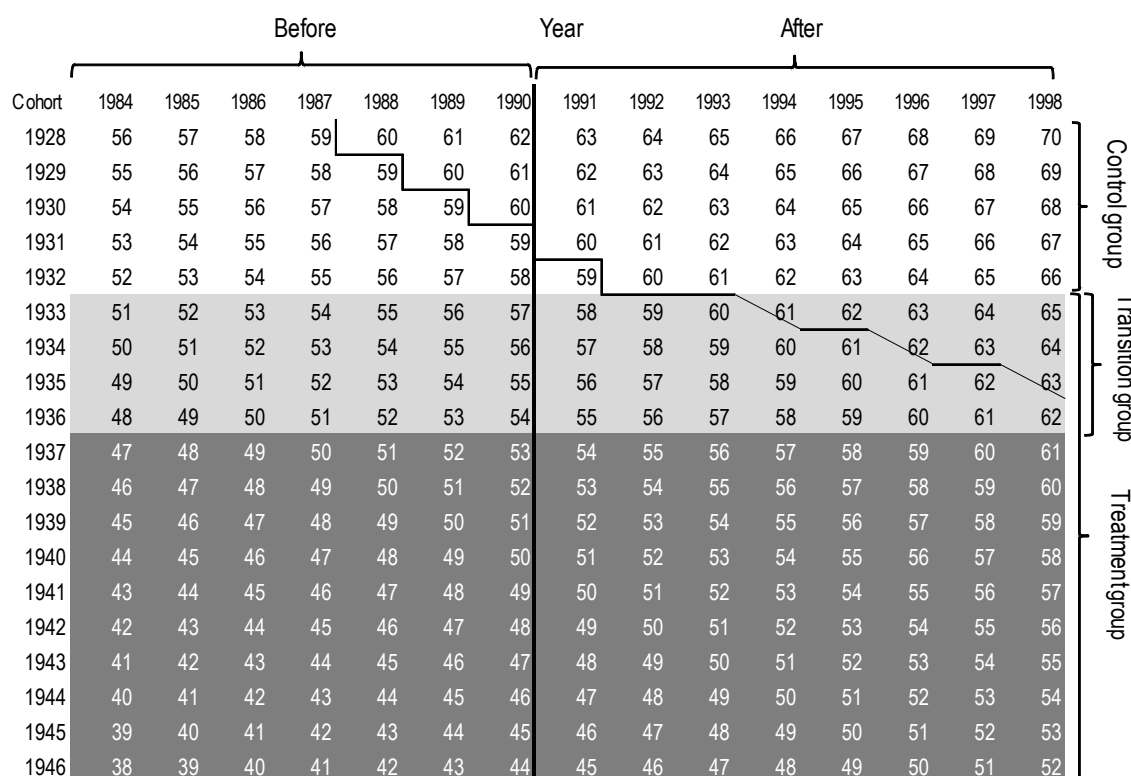 Before Year After
Cohort 1984 1985 1986 1987 1988 1989 1990 1991 1992 1993 1994 1995 1996 1997 1998
1928 56 57 58 59 60 61 62 63 64 65 66 67 68 69 70
1929 55 56 57 58 59 60 61 62 63 64 65 66 67 68 69
1930 54 55 56 57 58 59 60 61 62 63 64 65 66 67 68
1931 53 54 55 56 57 58 59 60 61 62 63 64 65 66 67
1932 52 53 54 55 56 57 58 59 60 61 62 63 64 65 66
1933 51 52 53 54 55 56 57 58 59 60 61 62 63 64 65
1934 50 51 52 53 54 55 56 57 58 59 60 61 62 63 64
1935 49 50 51 52 53 54 55 56 57 58 59 60 61 62 63
1936 48 49 50 51 52 53 54 55 56 57 58 59 60 61 62
1937 47 48 49 50 51 52 53 54 55 56 57 58 59 60 61
1938 46 47 48 49 50 51 52 53 54 55 56 57 58 59 60
1939 45 46 47 48 49 50 51 52 53 54 55 56 57 58 59
1940 44 45 46 47 48 49 50 51 52 53 54 55 56 57 58
1941 43 44 45 46 47 48 49 50 51 52 53 54 55 56 57
1942 42 43 44 45 46 47 48 49 50 51 52 53 54 55 56
1943 41 42 43 44 45 46 47 48 49 50 51 52 53 54 55
1944 40 41 42 43 44 45 46 47 48 49 50 51 52 53 54
1945 39 40 41 42 43 44 45 46 47 48 49 50 51 52 53
1946 38 39 40 41 42 43 44 45 46 47 48 49 50 51 52
Control group
Transition group
Treatment group